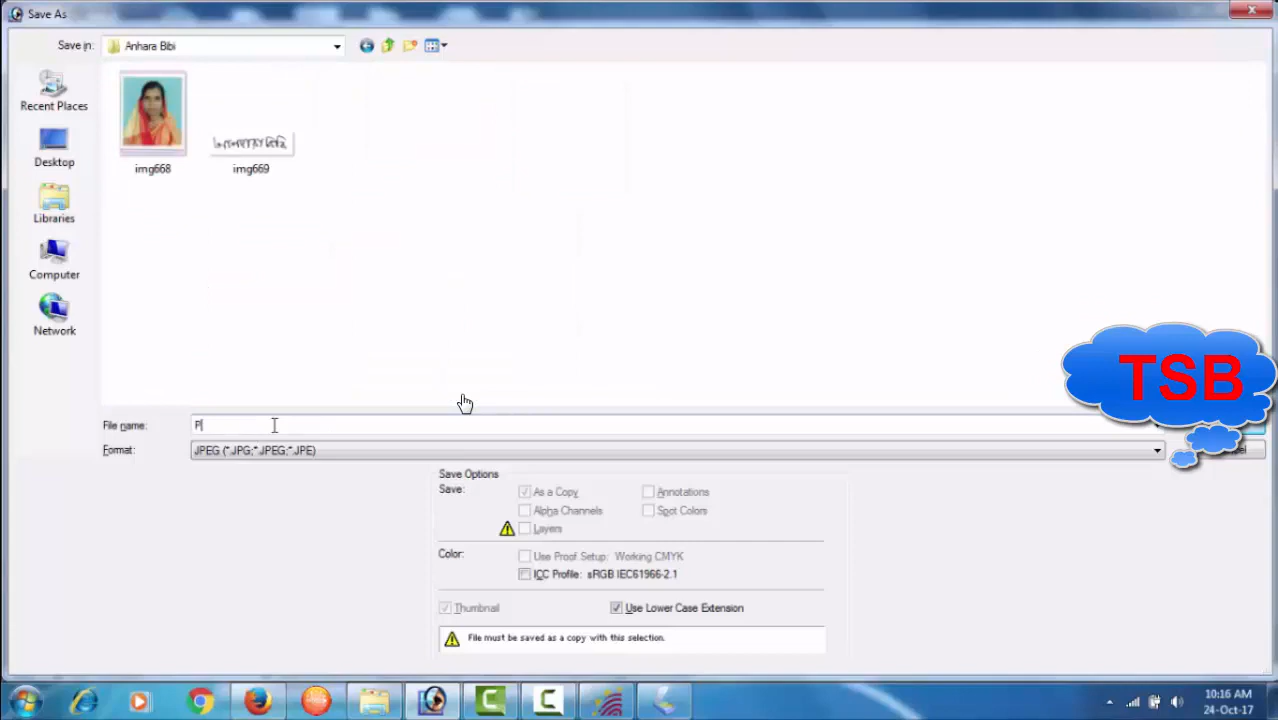 Save As
Save in: Anhara Bibi
Recent Places
Desktop
Libraries
Computer
Network
img668
img669
TSB
File name: P
Format: JPEG (*.JPG;*.JPEG;*.JPE)
Save Options
Save:
As a Copy
Annotations
Alpha Channels
Spot Colors
Layers
Color:
Use Proof Setup: Working CMYK
ICC Profile: sRGB IEC61966-2.1
Thumbnail
Use Lower Case Extension
File must be saved as a copy with this selection.
10:16 AM
24-Oct-17